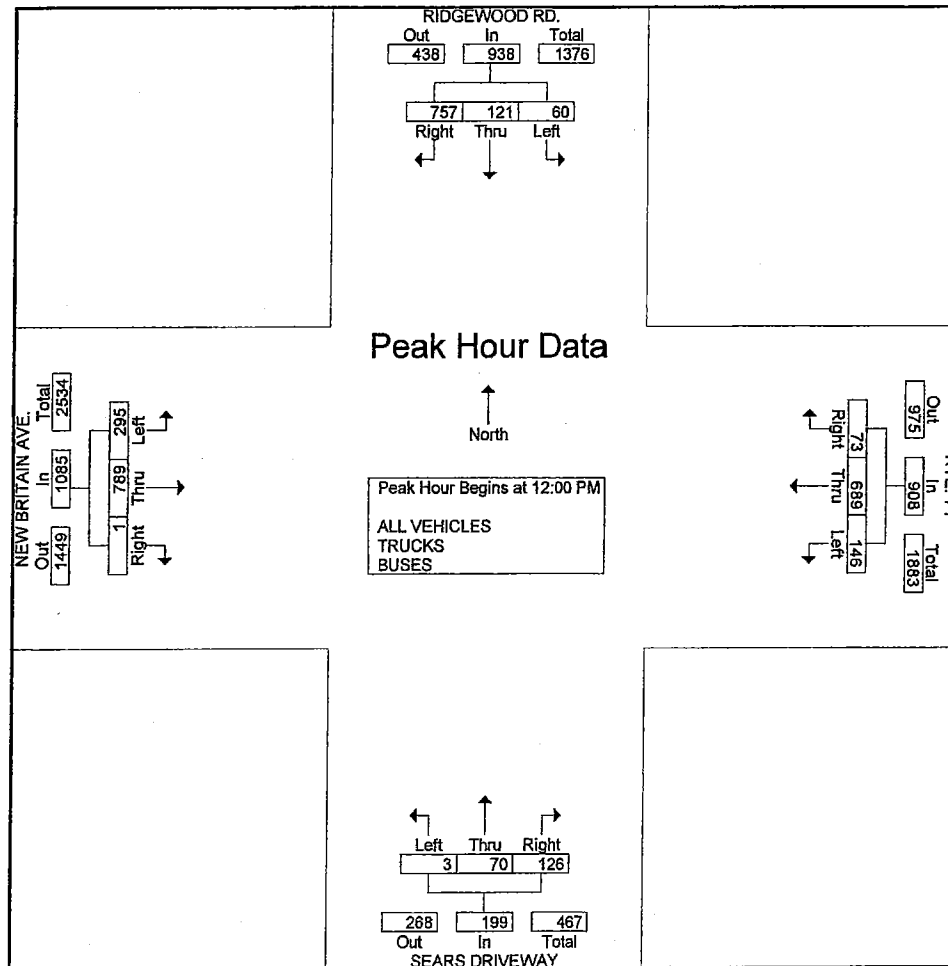 RIDGEWOOD RD.
Out In Total
438 938 1376
757 121 60
Right Thru Left
Peak Hour Data
North
Peak Hour Begins at 12:00 PM
ALL VEHICLES
TRUCKS
BUSES
NEW BRITAIN AVE.
Out In Total
1449 1085 2534
1 789 295
Right Thru Left
Right Thru Left
73 689 146
Out In Total
975 908 1883
Left Thru Right
3 70 126
268 199 467
Out In Total
SEARS DRIVEWAY